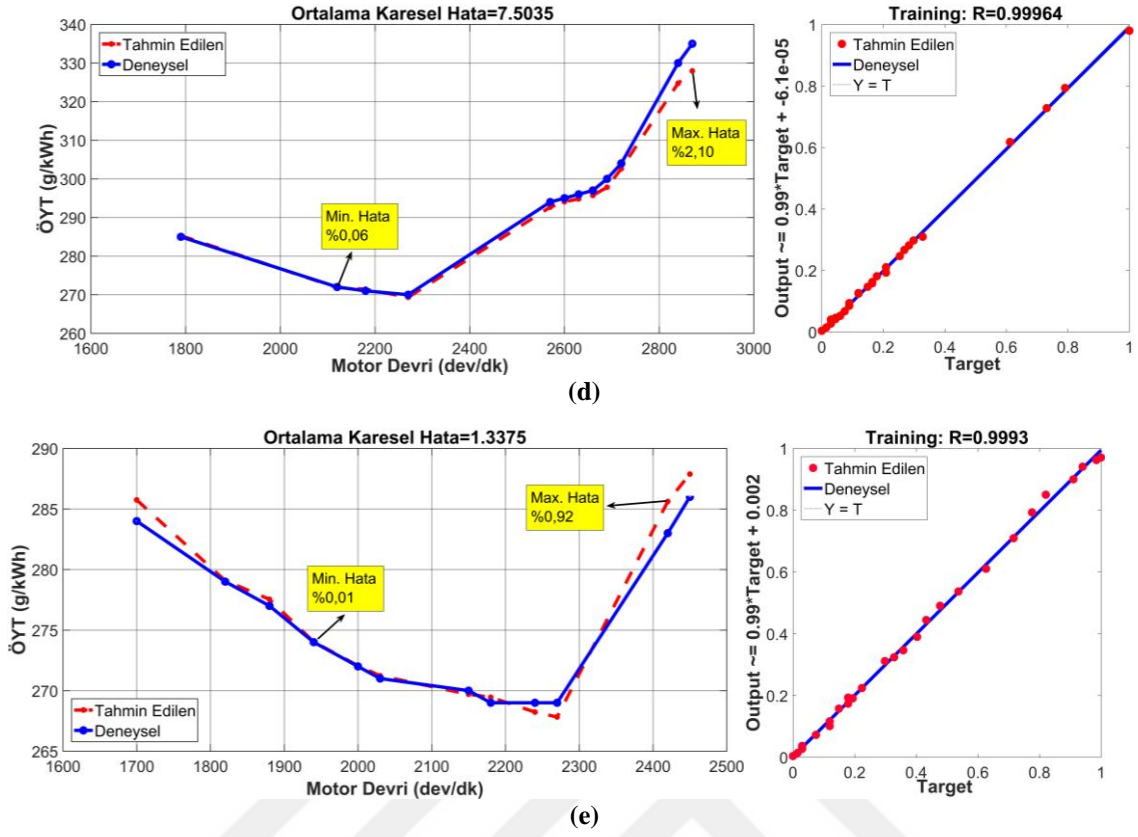 Ortalama Karesel Hata=7.5035
340
330
320
310
300
290
280
270
260
ÖYT (g/kWh)
Tahmin Edilen
Deneysel
Min. Hata
%0,06
Max. Hata
%2,10
1600 1800 2000 2200 2400 2600 2800 3000
Motor Devri (dev/dk)
Training: R=0.99964
Output ~= 0.99*Target + -6.1e-05
1
0.8
0.6
0.4
0.2
0
Tahmin Edilen
Deneysel
Y = T
0 0.2 0.4 0.6 0.8 1
Target
(d)
Ortalama Karesel Hata=1.3375
290
285
280
275
270
265
ÖYT (g/kWh)
Min. Hata
%0,01
Max. Hata
%0,92
Tahmin Edilen
Deneysel
1600 1700 1800 1900 2000 2100 2200 2300 2400 2500
Motor Devri (dev/dk)
Training: R=0.9993
Output ~= 0.99*Target + 0.002
1
0.8
0.6
0.4
0.2
0
Tahmin Edilen
Deneysel
Y = T
0 0.2 0.4 0.6 0.8 1
Target
(e)